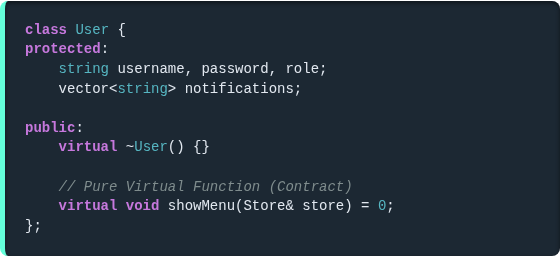 class User {
protected:
    string username, password, role;
    vector<string> notifications;

public:
    virtual ~User() {}

    // Pure Virtual Function (Contract)
    virtual void showMenu(Store& store) = 0;
};